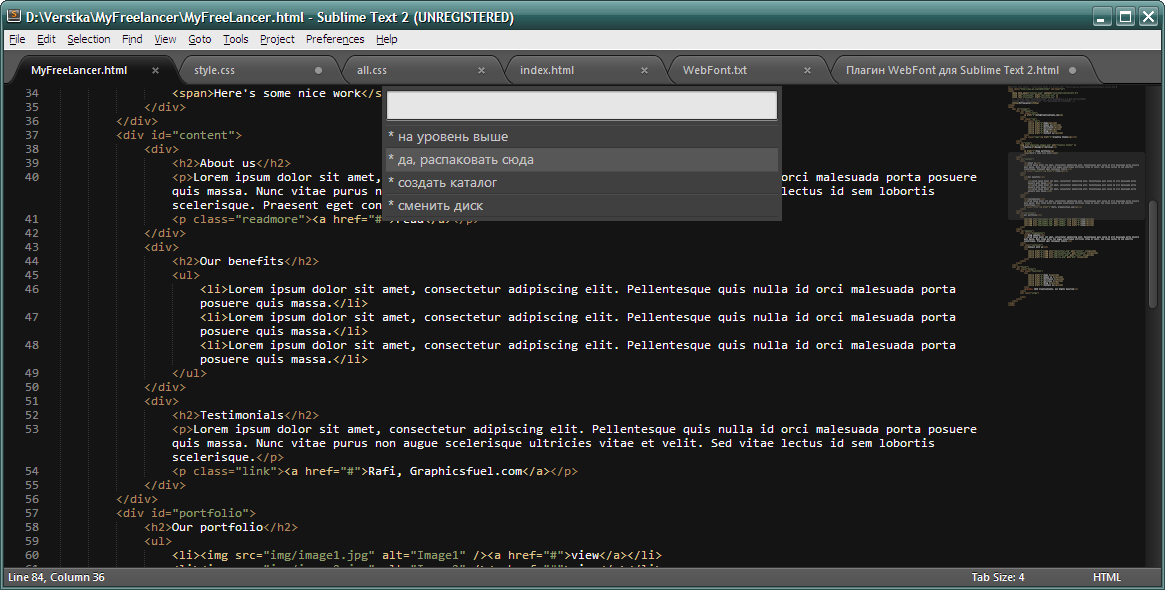 D:\Verstka\MyFreelancer\MyFreeLancer.html - Sublime Text 2 (UNREGISTERED)
File Edit Selection Find View Goto Tools Project Preferences Help
MyFreeLancer.html style.css all.css index.html WebFont.txt Плагин WebFont для Sublime Text 2.html
* на уровень выше
* да, распаковать сюда
* создать каталог
* сменить диск
34 <span>Here's some nice work</s
35 </div>
36 </div>
37 <div id="content">
38 <div>
39 <h2>About us</h2>
40 <p>Lorem ipsum dolor sit amet, orci malesuada porta posuere
quis massa. Nunc vitae purus n lectus id sem lobortis
scelerisque. Praesent eget con
41 <p class="readmore"><a href="#">read</a></p>
42 </div>
43 <div>
44 <h2>Our benefits</h2>
45 <ul>
46 <li>Lorem ipsum dolor sit amet, consectetur adipiscing elit. Pellentesque quis nulla id orci malesuada porta
posuere quis massa.</li>
47 <li>Lorem ipsum dolor sit amet, consectetur adipiscing elit. Pellentesque quis nulla id orci malesuada porta
posuere quis massa.</li>
48 <li>Lorem ipsum dolor sit amet, consectetur adipiscing elit. Pellentesque quis nulla id orci malesuada porta
posuere quis massa.</li>
49 </ul>
50 </div>
51 <div>
52 <h2>Testimonials</h2>
53 <p>Lorem ipsum dolor sit amet, consectetur adipiscing elit. Pellentesque quis nulla id orci malesuada porta posuere
quis massa. Nunc vitae purus non augue scelerisque ultricies vitae et velit. Sed vitae lectus id sem lobortis
scelerisque.</p>
54 <p class="link"><a href="#">Rafi, Graphicsfuel.com</a></p>
55 </div>
56 </div>
57 <div id="portfolio">
58 <h2>Our portfolio</h2>
59 <ul>
60 <li><img src="img/image1.jpg" alt="Image1" /><a href="#">view</a></li>
Line 84, Column 36 Tab Size: 4 HTML